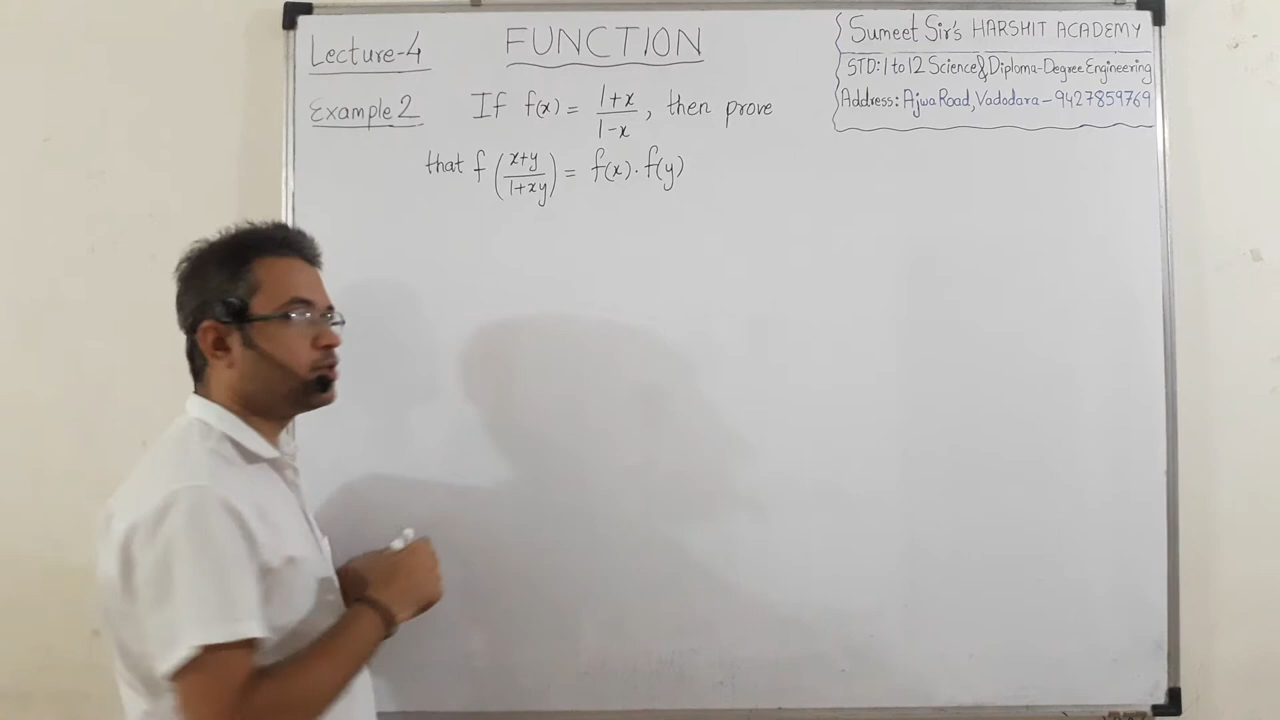 Lecture-4
FUNCTION
Sumeet Sir's HARSHIT ACADEMY
STD: 1 to 12 Science & Diploma-Degree Engineering
Address: Ajwa Road, Vadodara - 9427859769
Example 2 If f(x) = 1+x/1-x, then prove
that f(x+y/1+xy) = f(x). f(y)